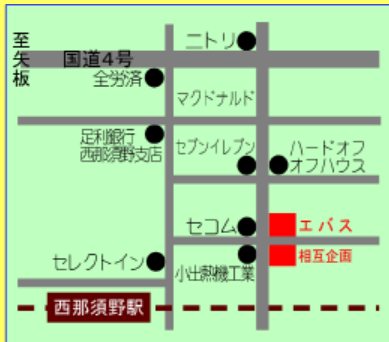 至矢板
国道4号
ニトリ
全労済
マクドナルド
足利銀行
西那須野支店
セブンイレブン
ハードオフ
オフハウス
セコム
エバス
相互企画
セレクトイン
小出熱機工業
西那須野駅